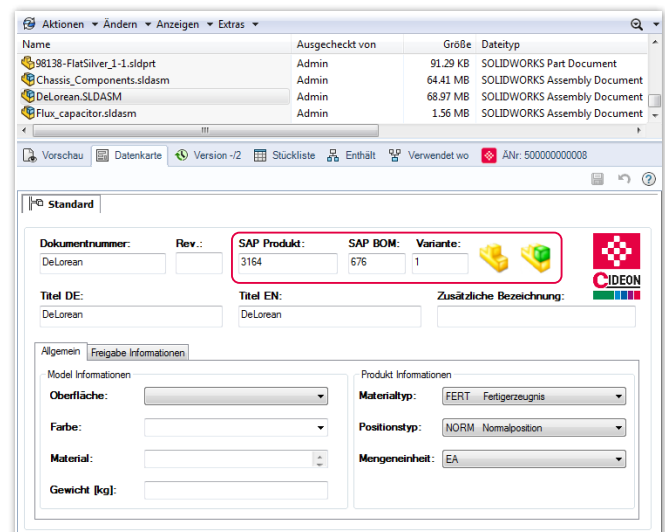 Aktionen Ändern Anzeigen Extras
Name Ausgecheckt von Größe Dateityp
98138-FlatSilver_1-1.sldprt Admin 91.29 KB SOLIDWORKS Part Document
Chassis_Components.sldasm Admin 64.41 MB SOLIDWORKS Assembly Document
DeLorean.SLDASM Admin 68.97 MB SOLIDWORKS Assembly Document
Flux_capacitor.sldasm Admin 1.56 MB SOLIDWORKS Assembly Document
Vorschau Datenkarte Version -/2 Stückliste Enthält Verwendet wo ÄNr: 500000000008
Standard
Dokumentnummer: Rev.: SAP Produkt: SAP BOM: Variante:
DeLorean 3164 676 1
CIDEON
Titel DE: Titel EN: Zusätzliche Bezeichnung:
DeLorean DeLorean
Allgemein Freigabe Informationen
Model Informationen Produkt Informationen
Oberfläche: Materialtyp: FERT Fertigerzeugnis
Farbe: Positionstyp: NORM Normalposition
Material: Mengeneinheit: EA
Gewicht [kg]: